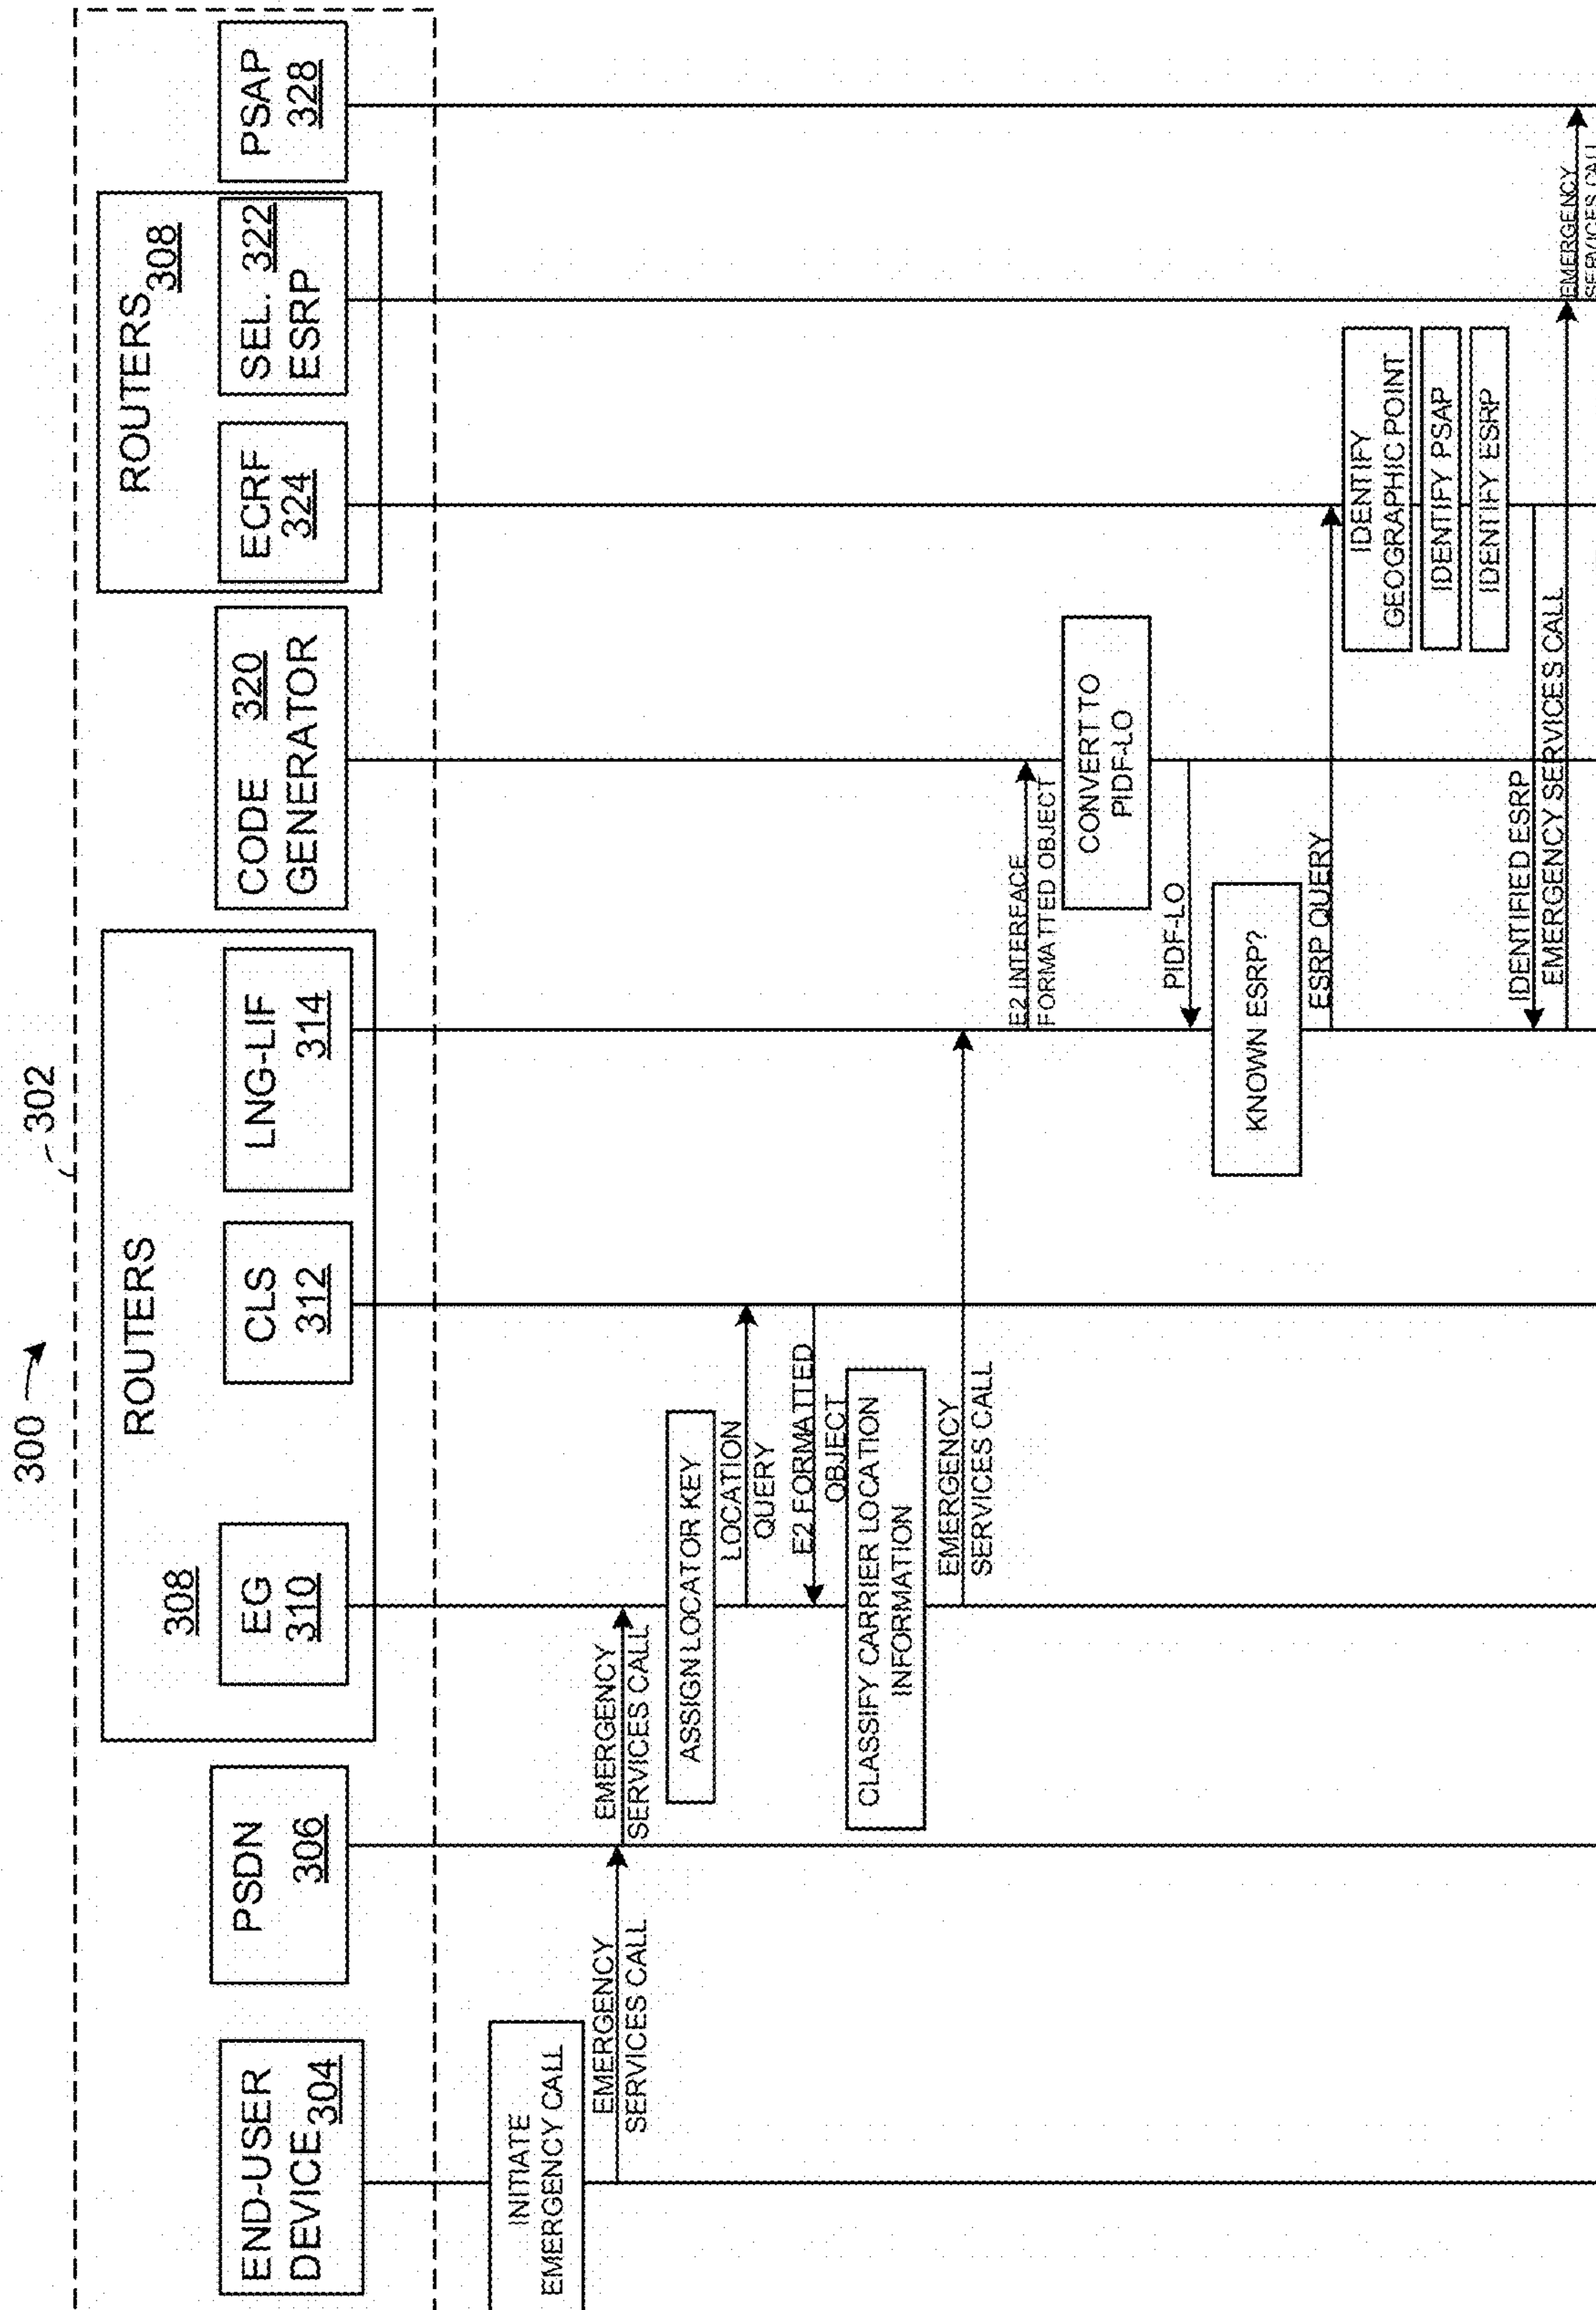 300
302
END-USER
DEVICE 304
PSDN
306
ROUTERS
308
EG
310
CLS
312
LNG-LIF
314
CODE 320
GENERATOR
ROUTERS
308
ECRF
324
SEL. 322
ESRP
PSAP
328
INITIATE
EMERGENCY CALL
EMERGENCY
SERVICES CALL
EMERGENCY
SERVICES CALL
ASSIGN LOCATOR KEY
LOCATION
QUERY
E2 FORMATTED
OBJECT
CLASSIFY CARRIER LOCATION
INFORMATION
EMERGENCY
SERVICES CALL
E2 INTEREACE
FORMATTED OBJECT
CONVERT TO
PIDF-LO
PIDF-LO
KNOWN ESRP?
ESRP QUERY
IDENTIFY
GEOGRAPHIC POINT
IDENTIFY PSAP
IDENTIFY ESRP
IDENTIFIED ESRP
EMERGENCY SERVICES CALL
EMERGENCY
SERVICES CALL